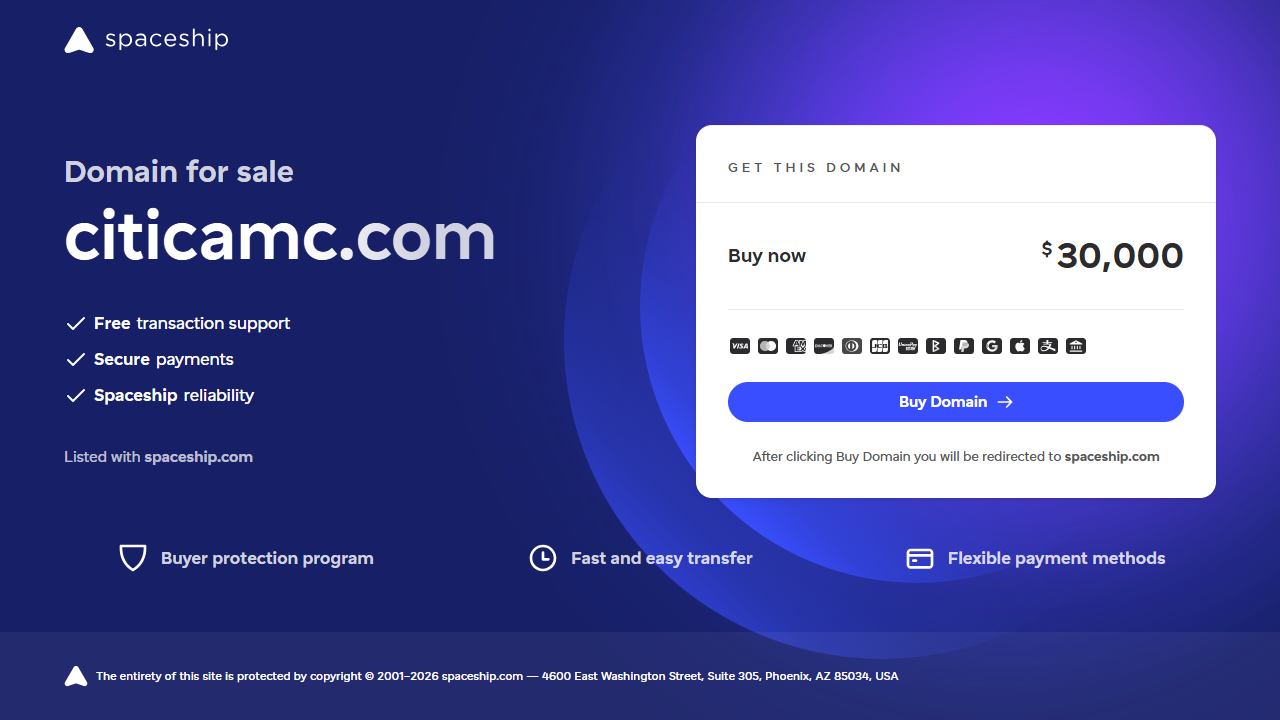 spaceship
Domain for sale
citicamc.com
Free transaction support
Secure payments
Spaceship reliability
Listed with spaceship.com
GET THIS DOMAIN
Buy now
$30,000
VISA
Buy Domain
After clicking Buy Domain you will be redirected to spaceship.com
Buyer protection program
Fast and easy transfer
Flexible payment methods
The entirety of this site is protected by copyright © 2001–2026 spaceship.com — 4600 East Washington Street, Suite 305, Phoenix, AZ 85034, USA